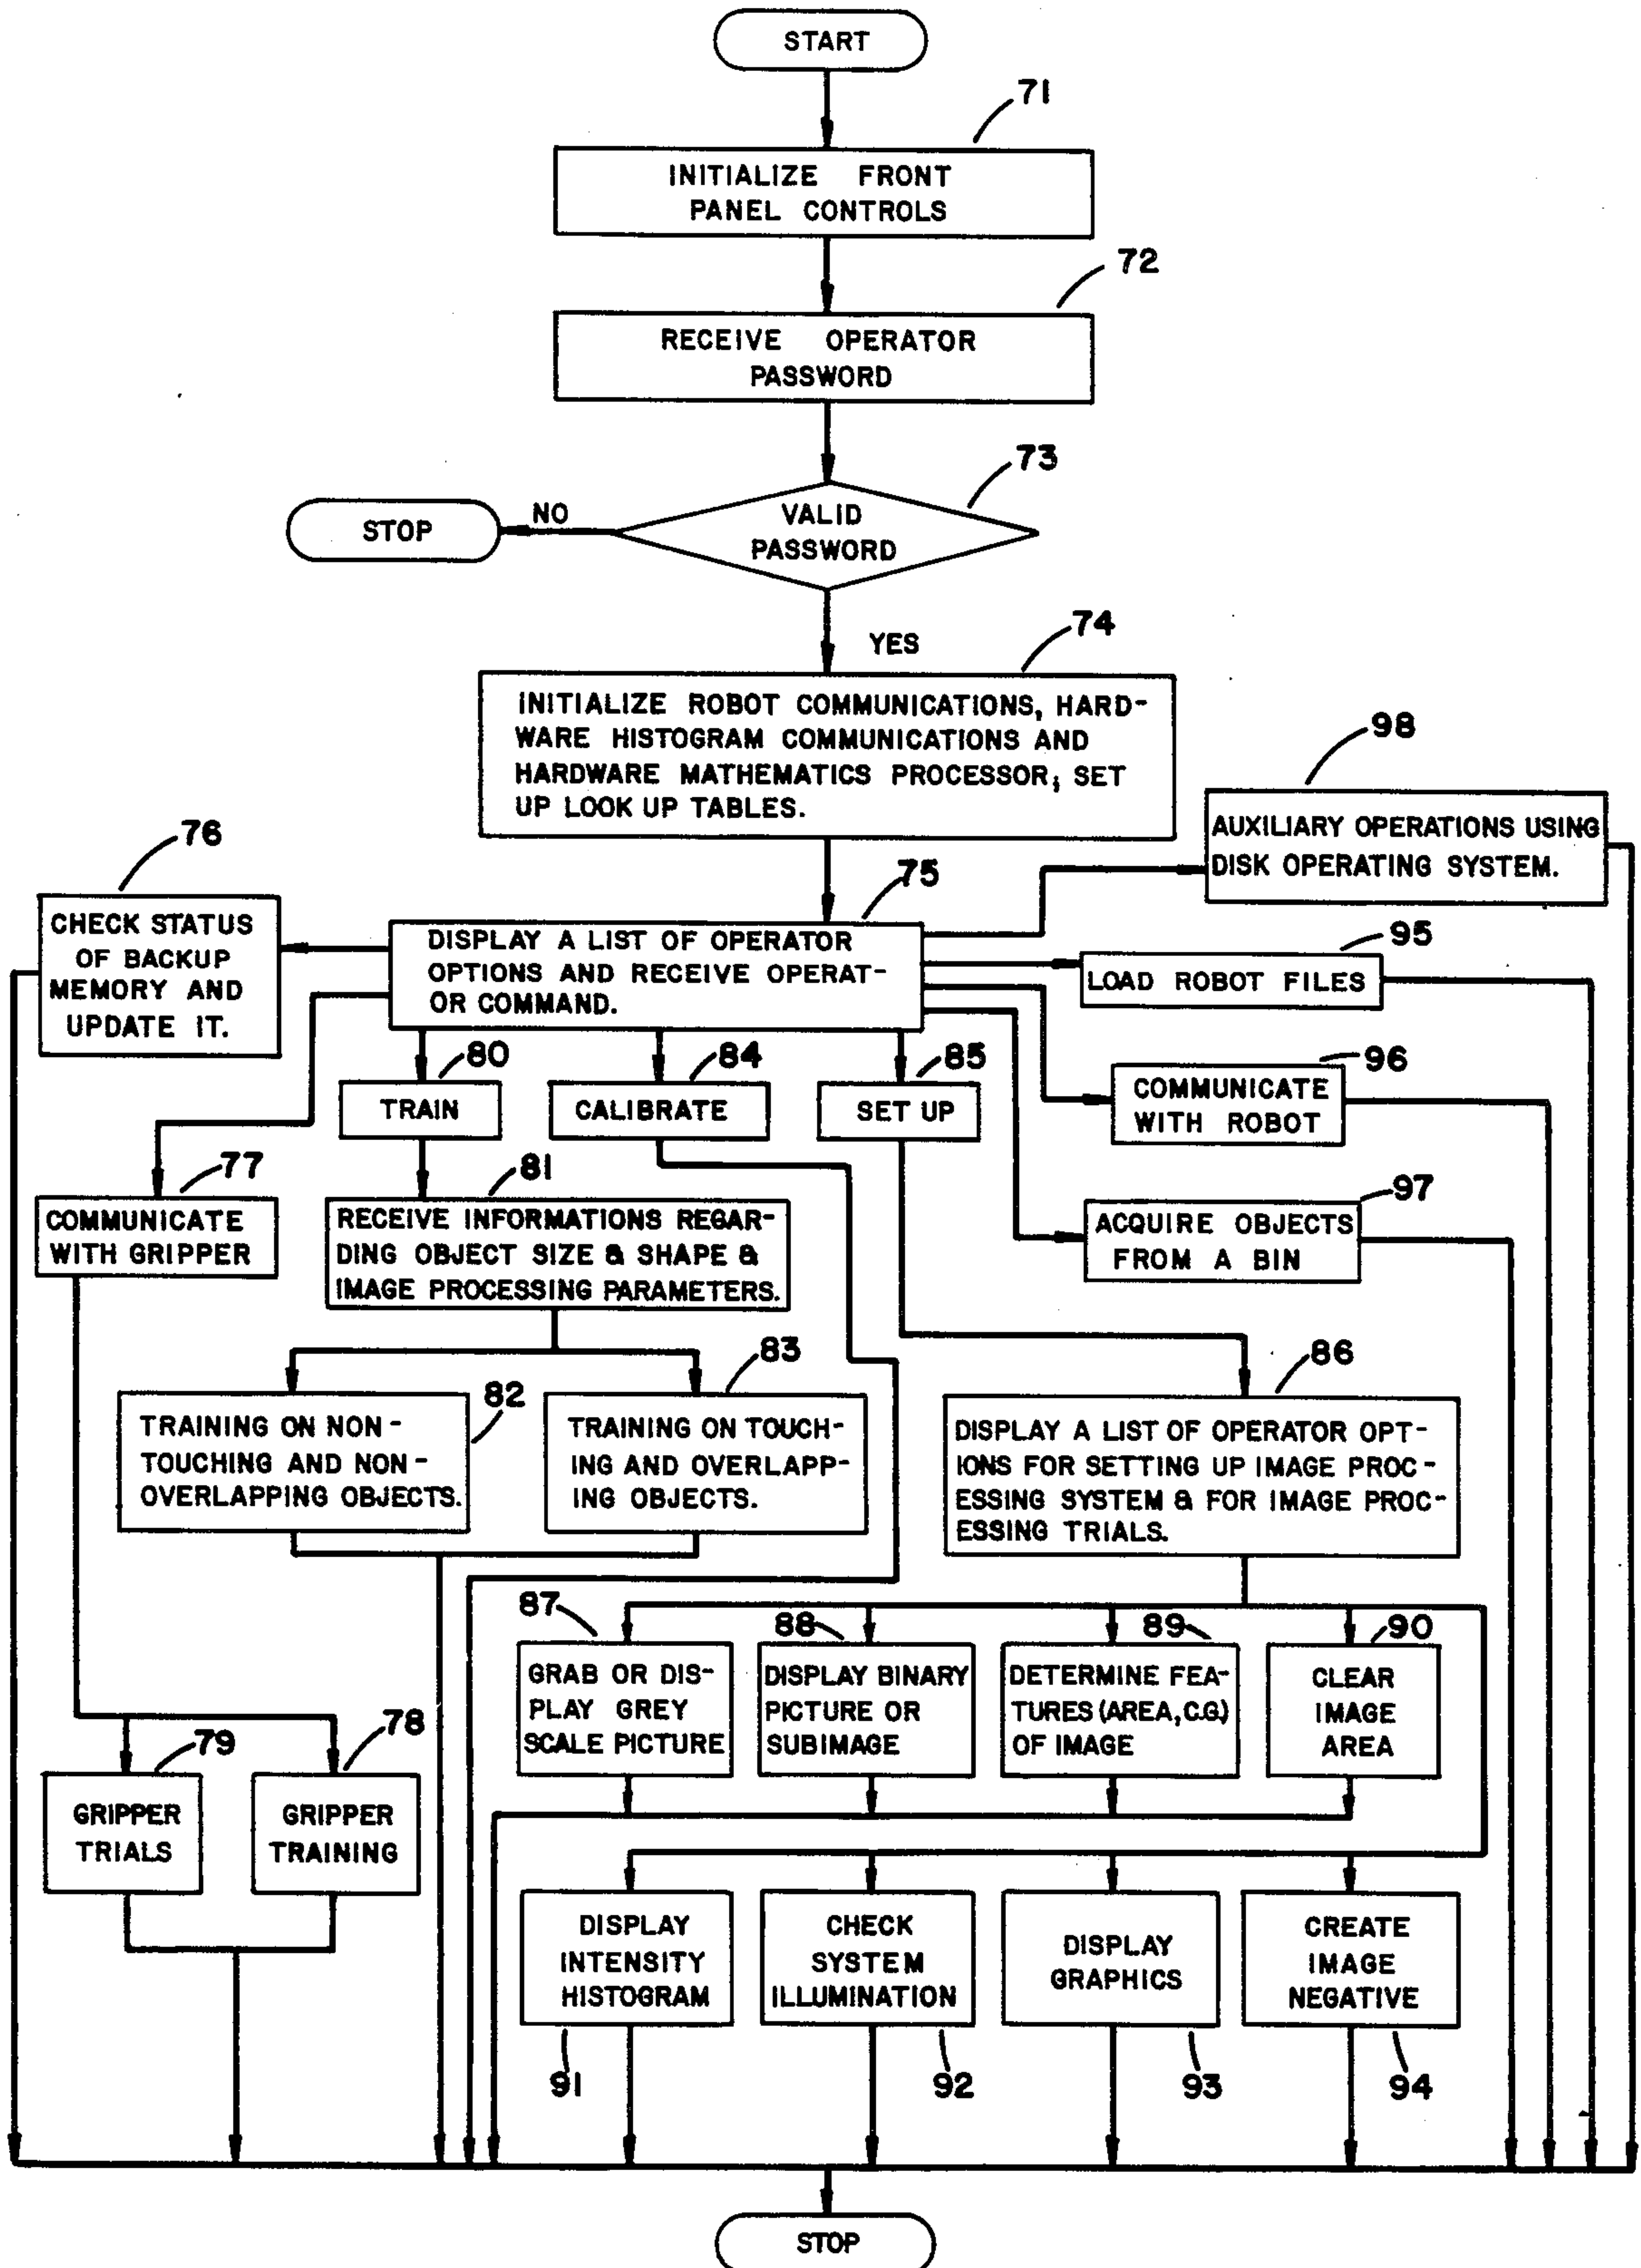 START
71
INITIALIZE FRONT
PANEL CONTROLS
72
RECEIVE OPERATOR
PASSWORD
73
VALID
PASSWORD
NO
STOP
YES
74
INITIALIZE ROBOT COMMUNICATIONS, HARD-
WARE HISTOGRAM COMMUNICATIONS AND
HARDWARE MATHEMATICS PROCESSOR; SET
UP LOOK UP TABLES.
98
AUXILIARY OPERATIONS USING
DISK OPERATING SYSTEM.
76
CHECK STATUS
OF BACKUP
MEMORY AND
UPDATE IT.
75
DISPLAY A LIST OF OPERATOR
OPTIONS AND RECEIVE OPERAT-
OR COMMAND.
95
LOAD ROBOT FILES
80
TRAIN
84
CALIBRATE
85
SET UP
96
COMMUNICATE
WITH ROBOT
77
COMMUNICATE
WITH GRIPPER
81
RECEIVE INFORMATIONS REGAR-
DING OBJECT SIZE & SHAPE &
IMAGE PROCESSING PARAMETERS.
97
ACQUIRE OBJECTS
FROM A BIN
82
TRAINING ON NON-
TOUCHING AND NON-
OVERLAPPING OBJECTS.
83
TRAINING ON TOUCH-
ING AND OVERLAPP-
ING OBJECTS.
86
DISPLAY A LIST OF OPERATOR OPT-
IONS FOR SETTING UP IMAGE PROC-
ESSING SYSTEM & FOR IMAGE PROC-
ESSING TRIALS.
87
GRAB OR DIS-
PLAY GREY
SCALE PICTURE
88
DISPLAY BINARY
PICTURE OR
SUBIMAGE
89
DETERMINE FEA-
TURES (AREA, C.G.)
OF IMAGE
90
CLEAR
IMAGE
AREA
79
GRIPPER
TRIALS
78
GRIPPER
TRAINING
DISPLAY
INTENSITY
HISTOGRAM
91
CHECK
SYSTEM
ILLUMINATION
92
DISPLAY
GRAPHICS
93
CREATE
IMAGE
NEGATIVE
94
STOP